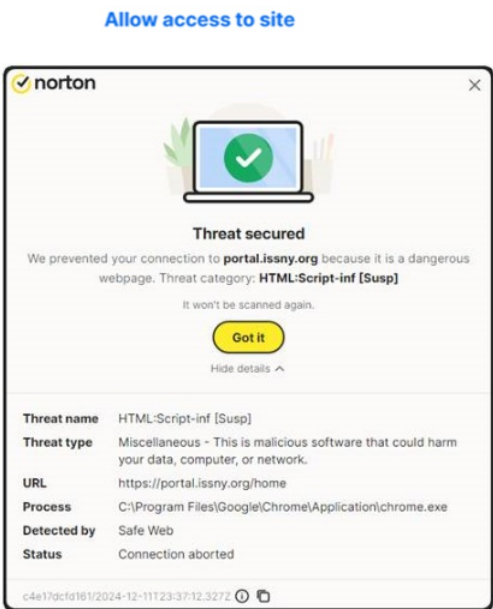 Allow access to site
norton
Threat secured
We prevented your connection to portal.issny.org because it is a dangerous
webpage. Threat category: HTML:Script-inf [Susp]
It won't be scanned again.
Got it
Hide details
Threat name HTML:Script-inf [Susp]
Threat type Miscellaneous - This is malicious software that could harm
your data, computer, or network.
URL https://portal.issny.org/home
Process C:\Program Files\Google\Chrome\Application\chrome.exe
Detected by Safe Web
Status Connection aborted
c4e17dcfd161/2024-12-11T23:37:12.327Z